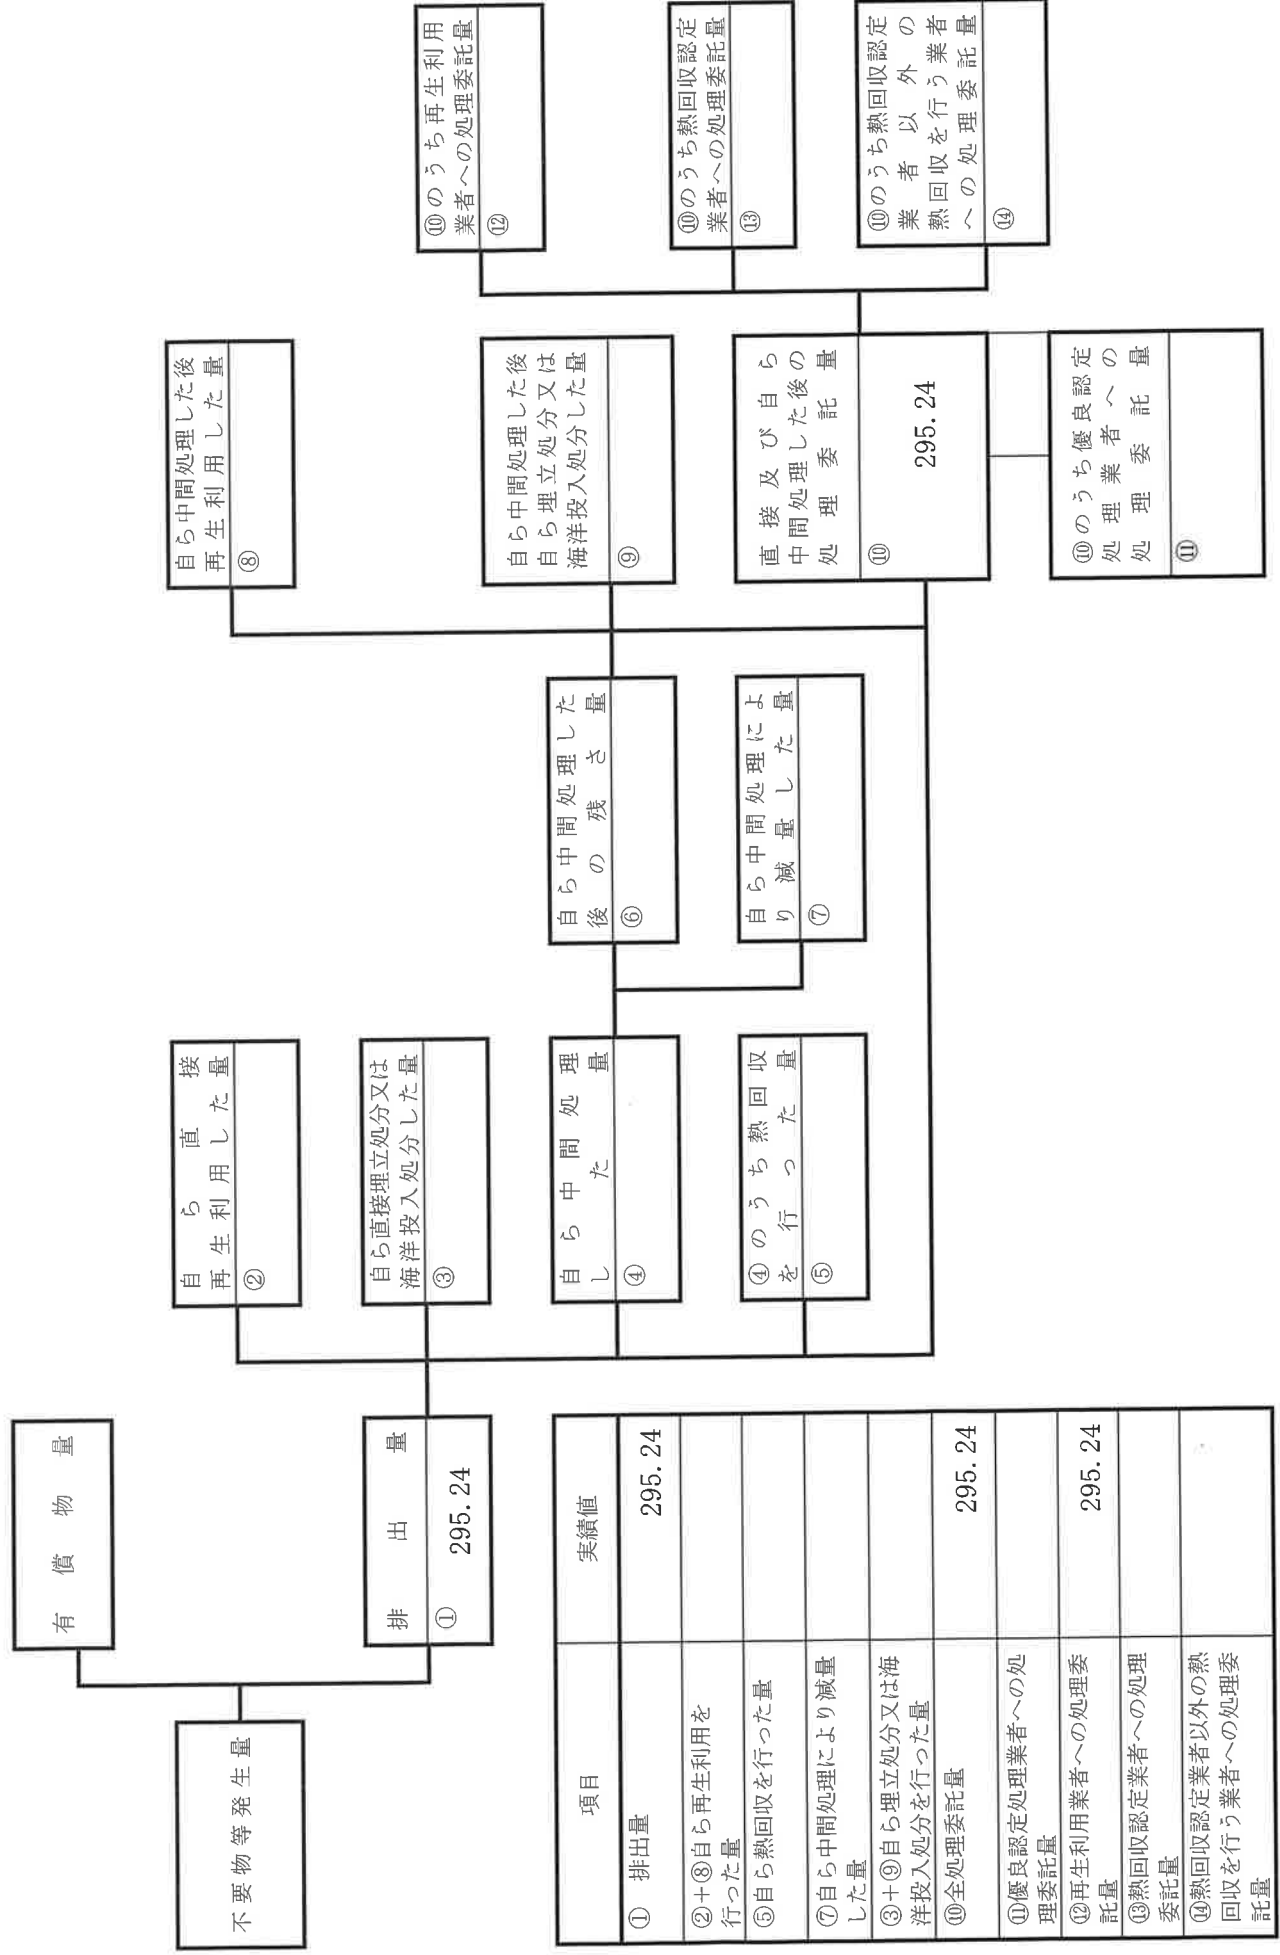 不要物等発生量
有償物量
排出量
①
295.24
自ら直接
再生利用した量
②
自ら直接埋立処分又は
海洋投入処分した量
③
自ら中間処理
した量
④
④のうち熱回収
を行った量
⑤
自ら中間処理した
後の残さ量
⑥
自ら中間処理によ
り減量した量
⑦
自ら中間処理した後
再生利用した量
⑧
自ら中間処理した後
自ら埋立処分又は
海洋投入処分した量
⑨
直接及び自ら
中間処理した後の
処理委託量
⑩
295.24
⑩のうち優良認定
処理業者への
処理委託量
⑪
⑩のうち再生利用
業者への処理委託量
⑫
⑩のうち熱回収認定
業者への処理委託量
⑬
⑩のうち熱回収認定
業者以外の
熱回収を行う業者
への処理委託量
⑭
項目 実績値
① 排出量 295.24
②+⑧自ら再生利用を
行った量
⑤自ら熱回収を行った量
⑦自ら中間処理により減量
した量
③+⑨自ら埋立処分又は海
洋投入処分を行った量
⑩全処理委託量 295.24
⑪優良認定処理業者への処
理委託量
⑫再生利用業者への処理委
託量 295.24
⑬熱回収認定業者への処理
委託量
⑭熱回収認定業者以外の熱
回収を行う業者への処理委
託量